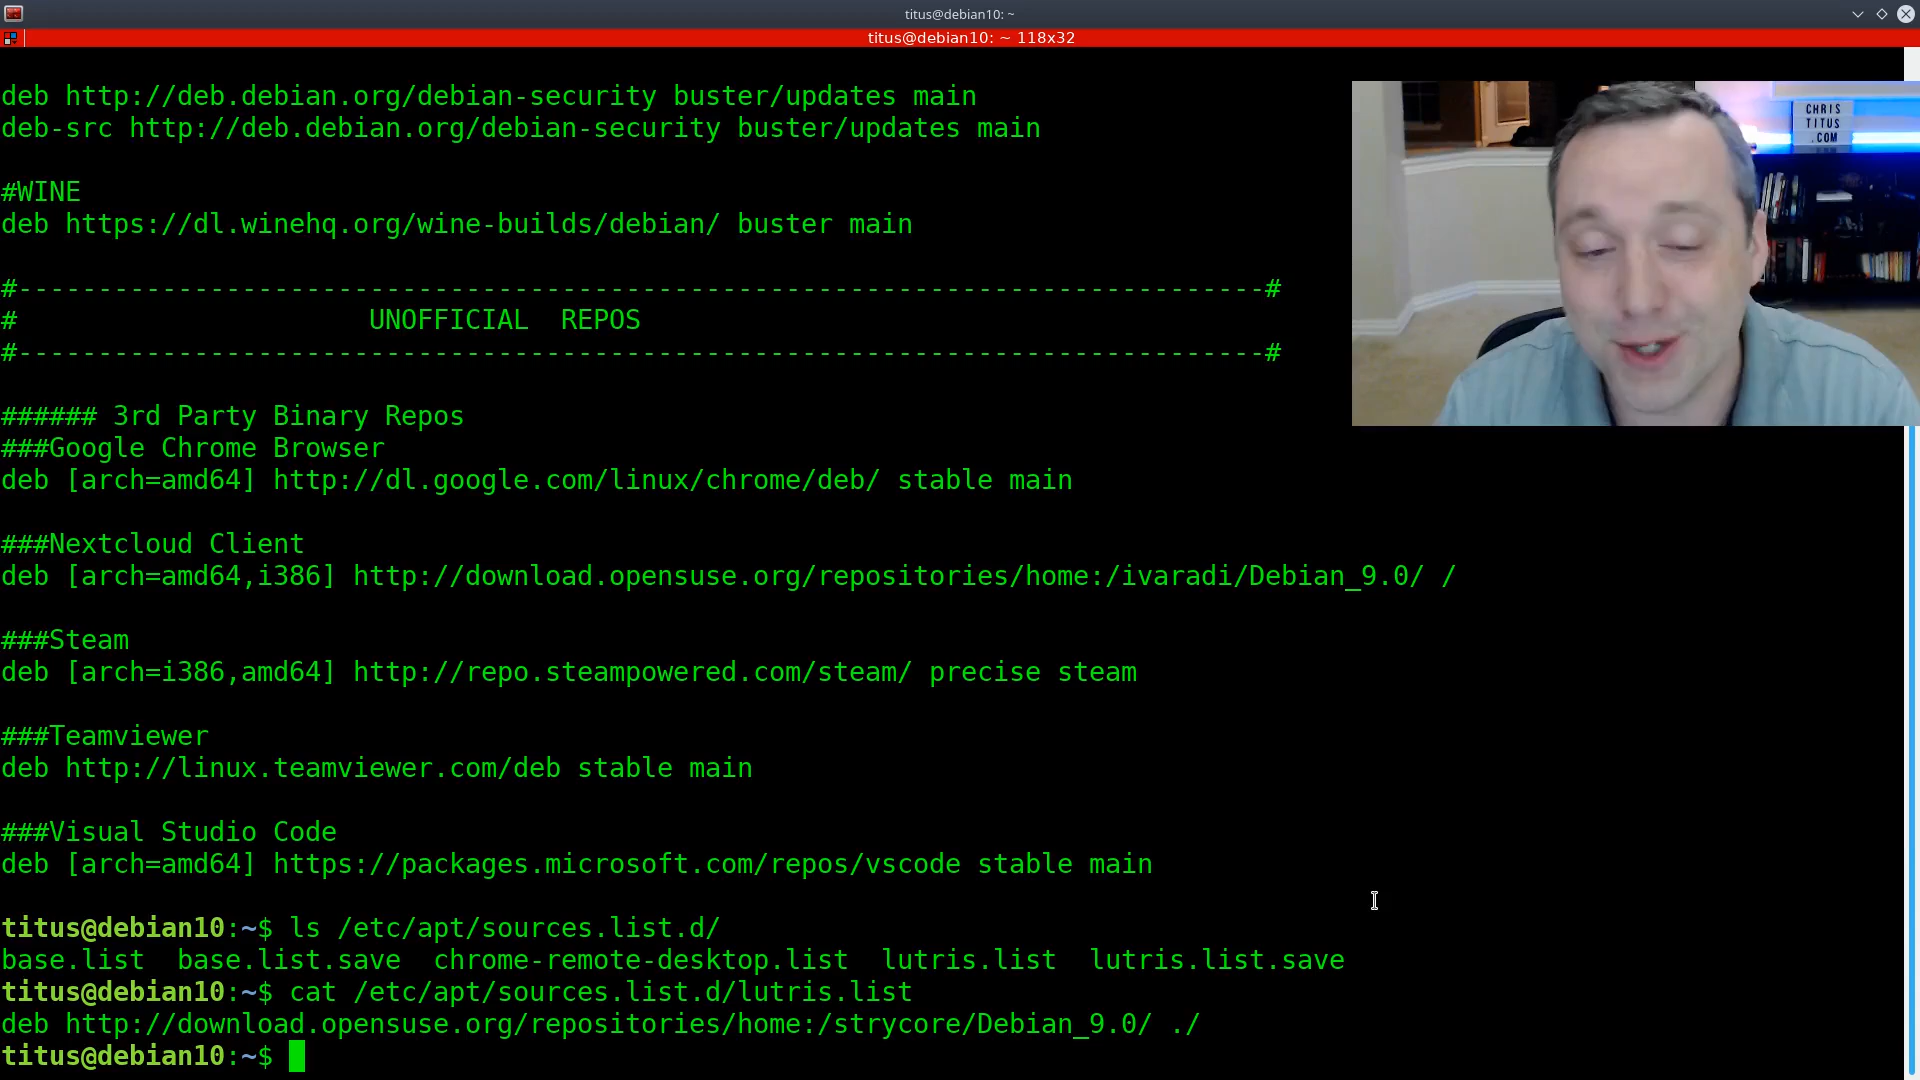 titus@debian10: ~
titus@debian10: ~ 118x32
deb http://deb.debian.org/debian-security buster/updates main
deb-src http://deb.debian.org/debian-security buster/updates main
CHRIS
TITUS
.COM
#WINE
deb https://dl.winehq.org/wine-builds/debian/ buster main
#------------------------------------------------------------------------------#
# UNOFFICIAL  REPOS
#------------------------------------------------------------------------------#
###### 3rd Party Binary Repos
###Google Chrome Browser
deb [arch=amd64] http://dl.google.com/linux/chrome/deb/ stable main
###Nextcloud Client
deb [arch=amd64,i386] http://download.opensuse.org/repositories/home:/ivaradi/Debian_9.0/ /
###Steam
deb [arch=i386,amd64] http://repo.steampowered.com/steam/ precise steam
###Teamviewer
deb http://linux.teamviewer.com/deb stable main
###Visual Studio Code
deb [arch=amd64] https://packages.microsoft.com/repos/vscode stable main
titus@debian10:~$ ls /etc/apt/sources.list.d/
base.list  base.list.save  chrome-remote-desktop.list  lutris.list  lutris.list.save
titus@debian10:~$ cat /etc/apt/sources.list.d/lutris.list
deb http://download.opensuse.org/repositories/home:/strycore/Debian_9.0/ ./
titus@debian10:~$